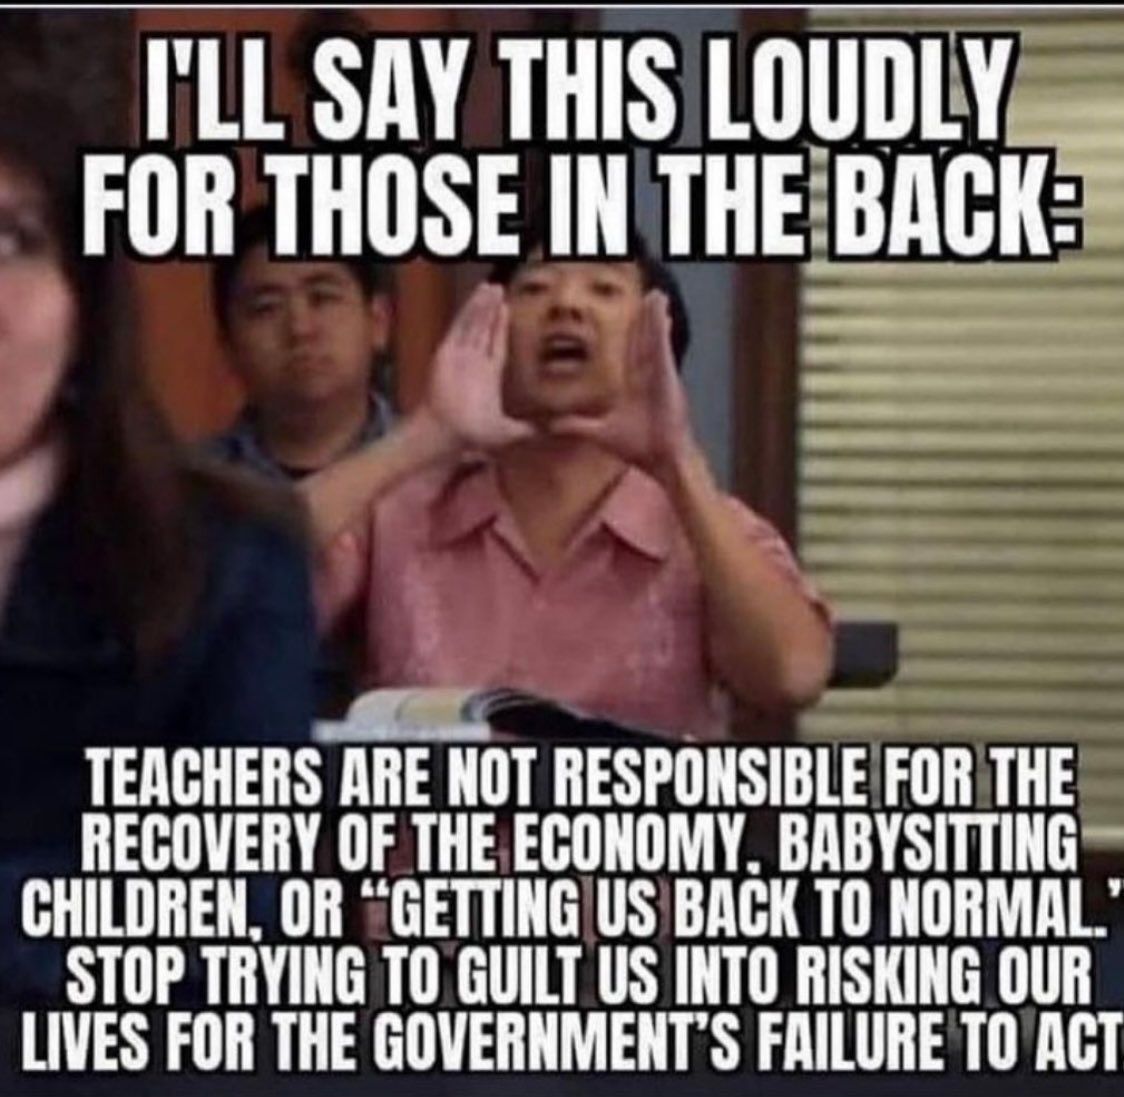 I'LL SAY THIS LOUDLY
FOR THOSE IN THE BACK:
TEACHERS ARE NOT RESPONSIBLE FOR THE
RECOVERY OF THE ECONOMY, BABYSITTING
CHILDREN, OR “GETTING US BACK TO NORMAL.”
STOP TRYING TO GUILT US INTO RISKING OUR
LIVES FOR THE GOVERNMENT’S FAILURE TO ACT.